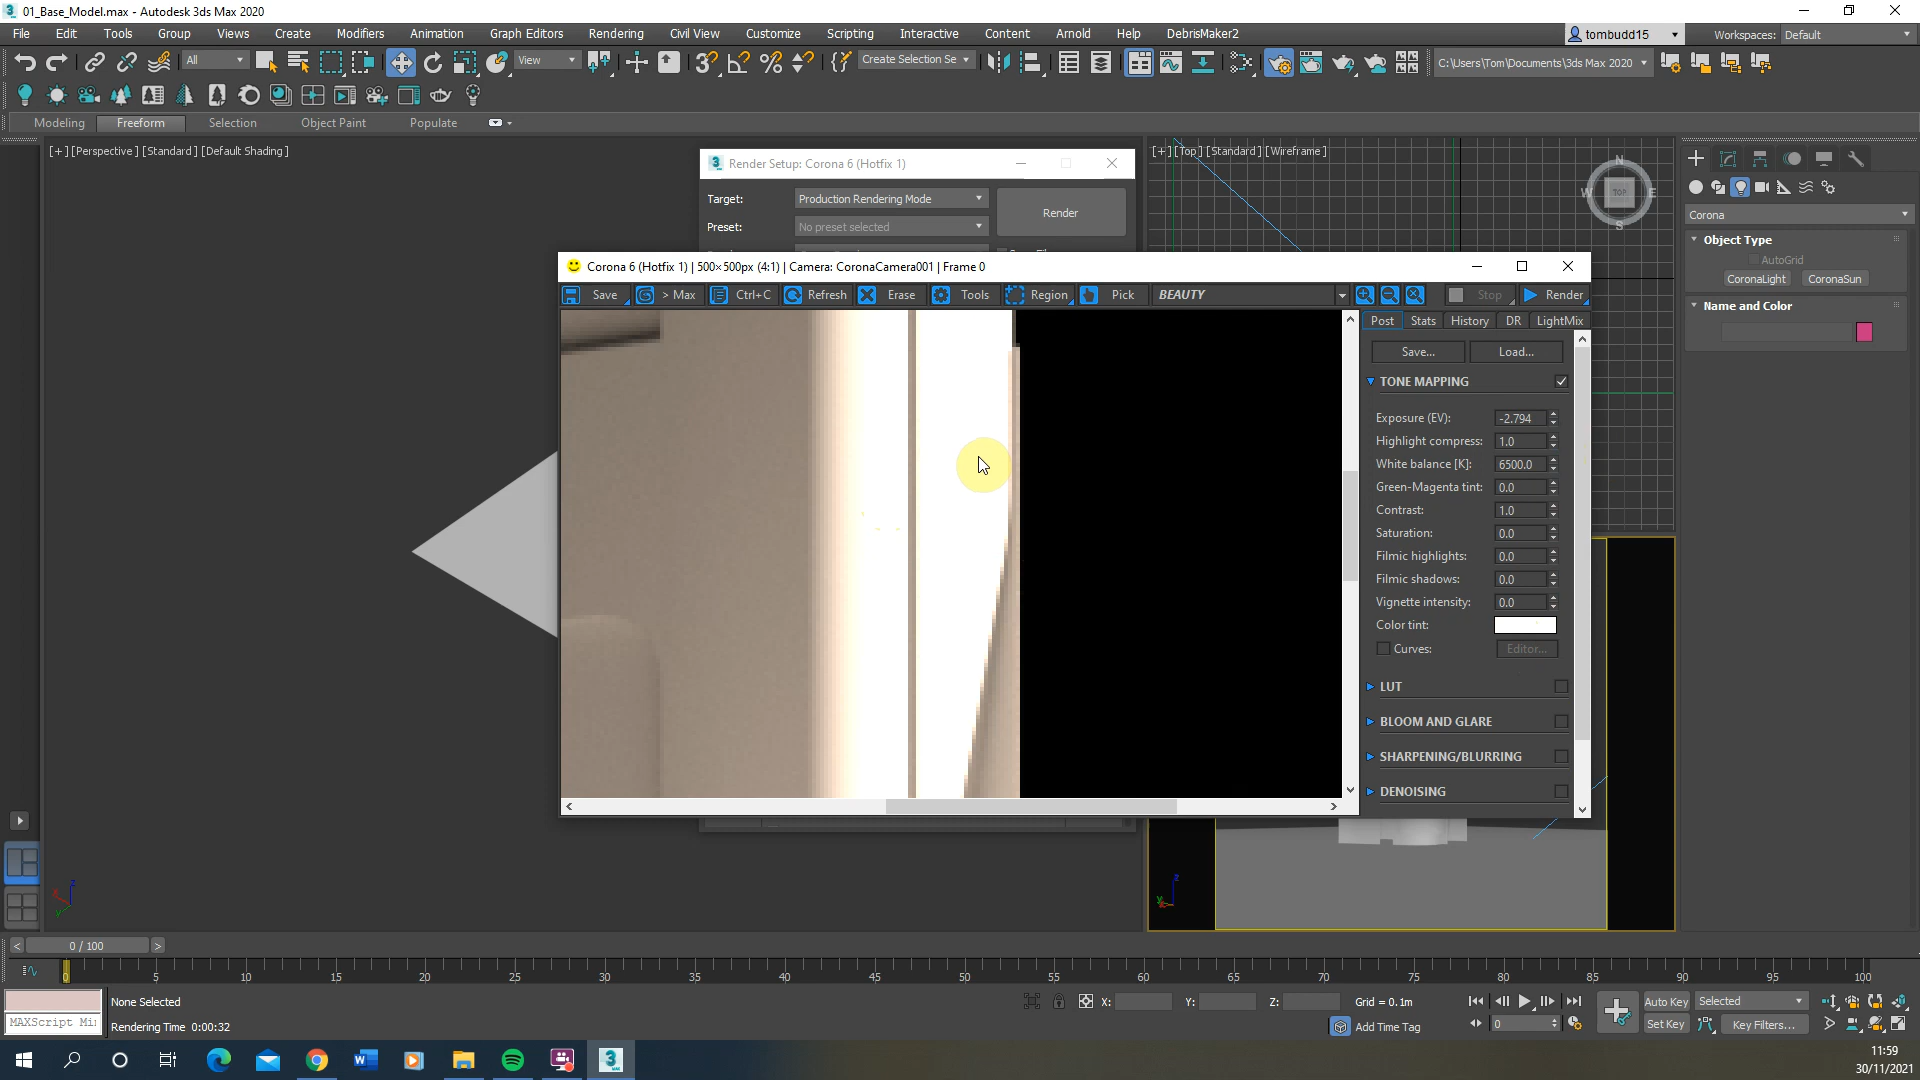 01_Base_Model.max - Autodesk 3ds Max 2020
File Edit Tools Group Views Create Modifiers Animation Graph Editors Rendering Civil View Customize Scripting Interactive Content Arnold Help DebrisMaker2
tombudd15
Workspaces: Default
All
View
Create Selection Se
C:\Users\Tom\Documents\3ds Max 2020
Modeling Freeform Selection Object Paint Populate
[+] [Perspective] [Standard] [Default Shading]
[+] [Top] [Standard] [Wireframe]
N
W TOP E
S
Render Setup: Corona 6 (Hotfix 1)
Target: Production Rendering Mode
Render
Preset: No preset selected
Corona 6 (Hotfix 1) | 500×500px (4:1) | Camera: CoronaCamera001 | Frame 0
Save > Max Ctrl+C Refresh Erase Tools Region Pick BEAUTY Stop Render
Post Stats History DR LightMix
Save... Load...
TONE MAPPING
Exposure (EV): -2.794
Highlight compress: 1.0
White balance [K]: 6500.0
Green-Magenta tint: 0.0
Contrast: 1.0
Saturation: 0.0
Filmic highlights: 0.0
Filmic shadows: 0.0
Vignette intensity: 0.0
Color tint:
Curves: Editor...
LUT
BLOOM AND GLARE
SHARPENING/BLURRING
DENOISING
Corona
Object Type
AutoGrid
CoronaLight CoronaSun
Name and Color
z
x
y
z
y
x
< 0 / 100 >
0 5 10 15 20 25 30 35 40 45 50 55 60 65 70 75 80 85 90 95 100
None Selected
X: Y: Z: Grid = 0.1m
Auto Key Selected
MAXScript Mi
Rendering Time 0:00:32
Add Time Tag
0
Set Key Key Filters...
11:59
30/11/2021